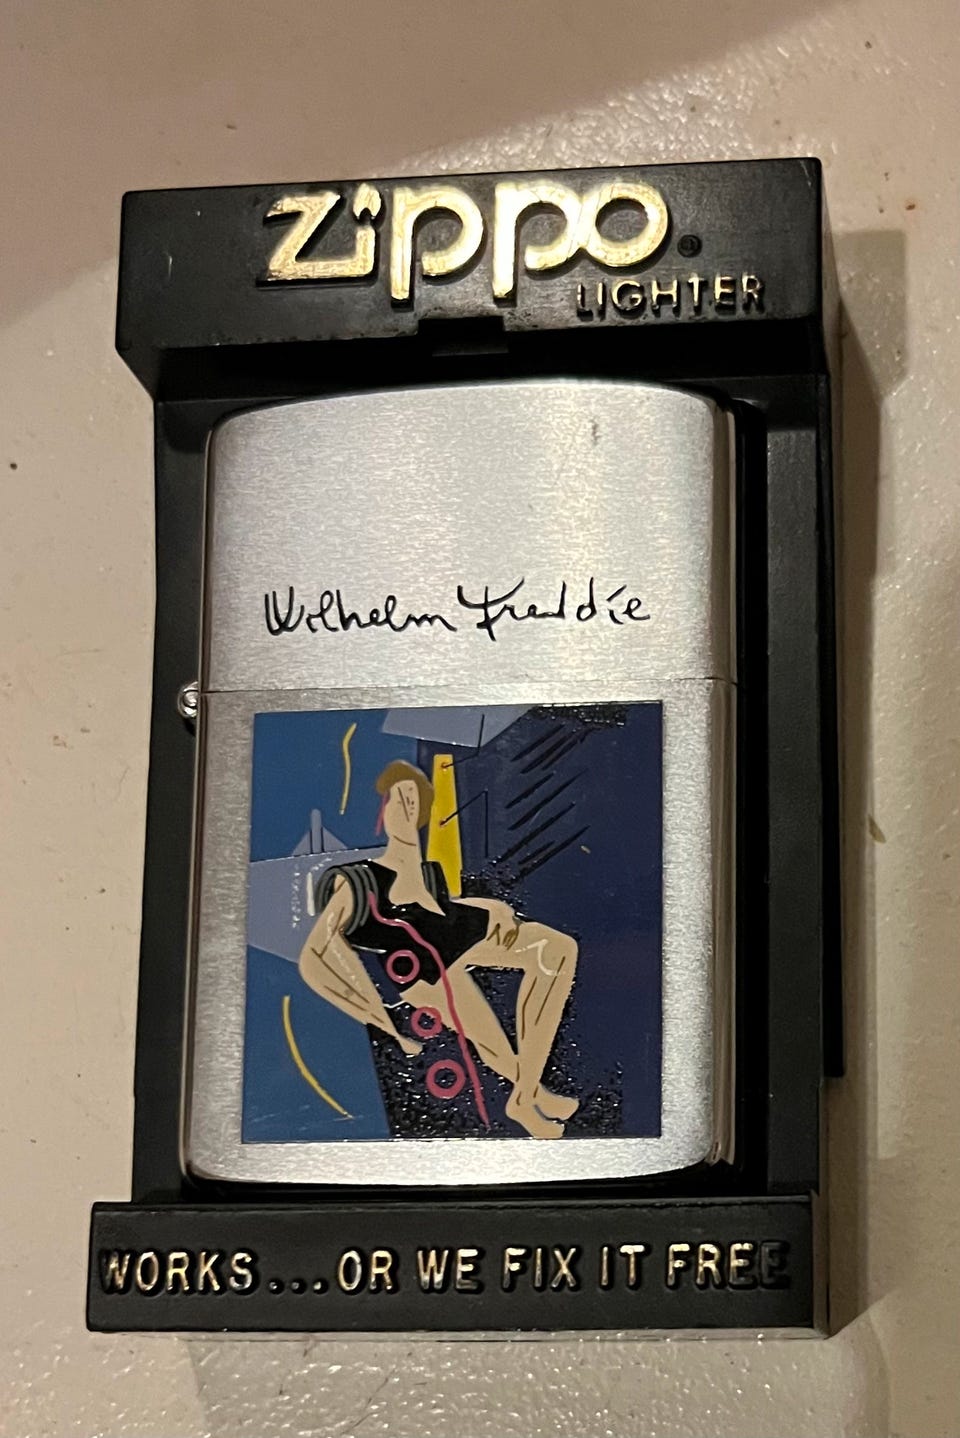 Zippo®
LIGHTER
Wilhelm Freddie
WORKS...OR WE FIX IT FREE